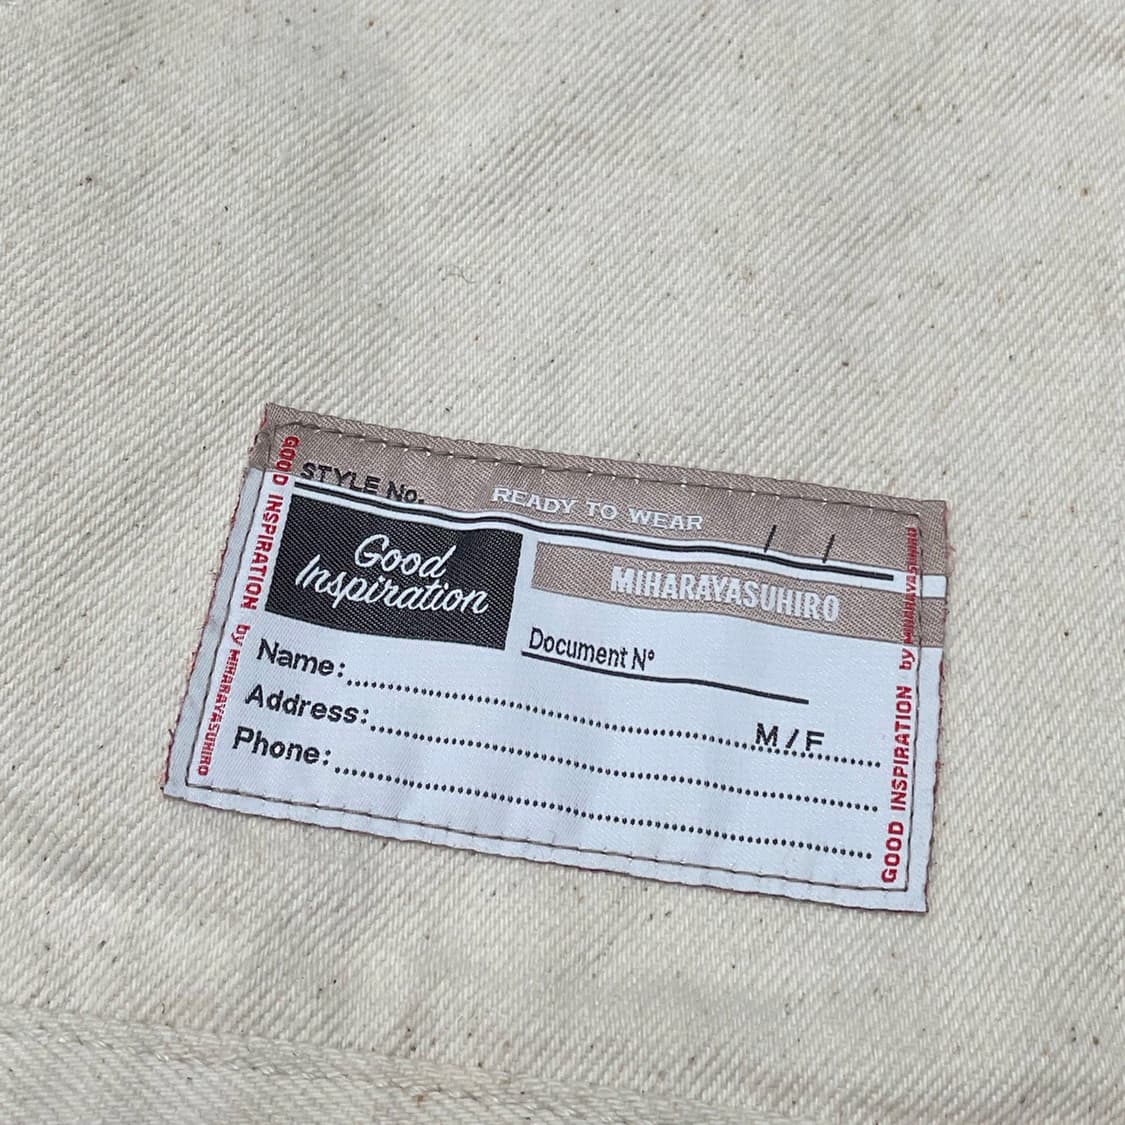 STYLE No.
READY TO WEAR
/ /
Good
Inspiration
MIHARAYASUHIRO
Document Nº
Name:
M / F
Address:
Phone:
GOOD INSPIRATION by MIHARAYASUHIRO
GOOD INSPIRATION by MIHARAYASUHIRO